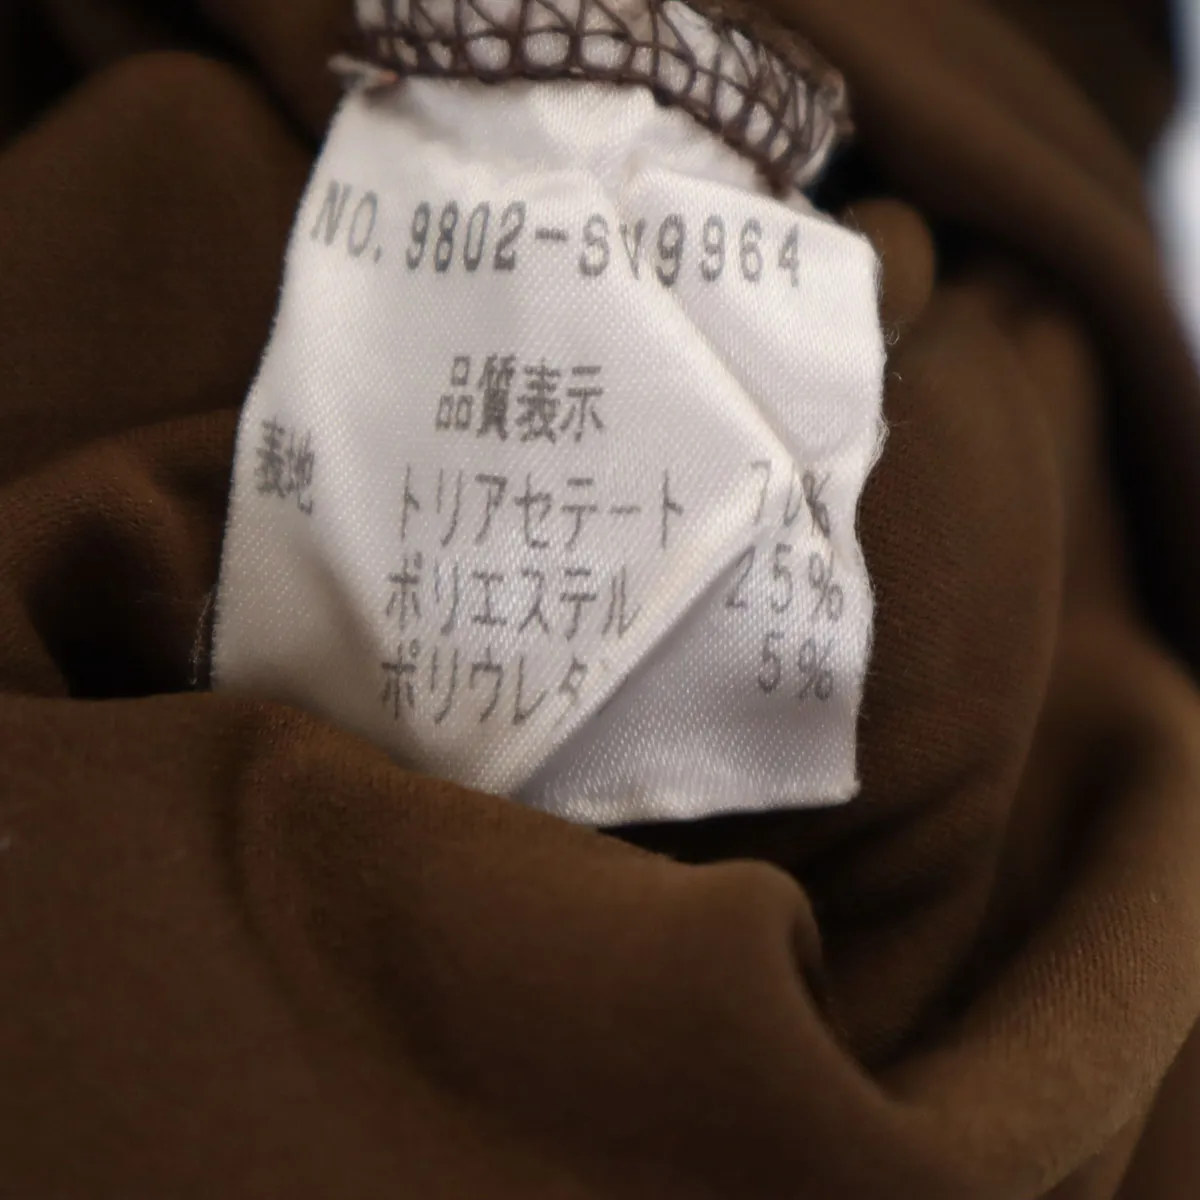 NO. 9802-SV9964
品質表示
表地 トリアセテート 70%
ポリエステル 25%
ポリウレタ 5%